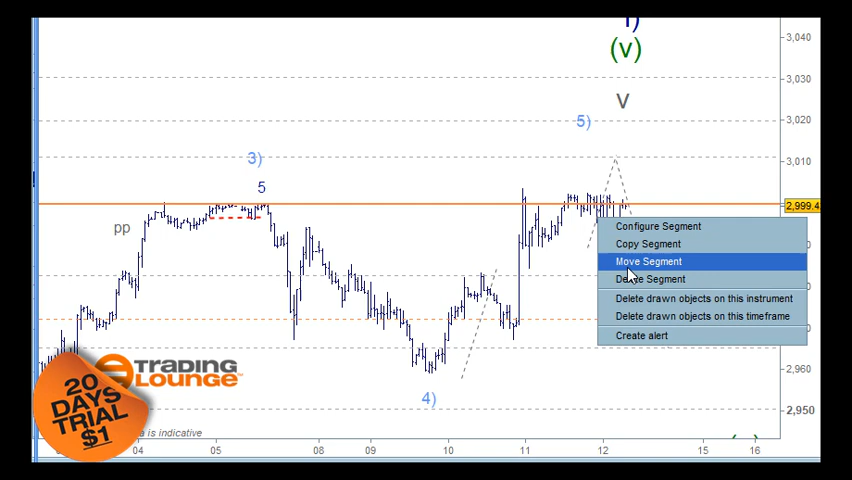 3,040
(v)
3,030
V
3,020
5)
3)
3,010
5
2,999.4
pp
Configure Segment
Copy Segment
Move Segment
Delete Segment
Delete drawn objects on this instrument
Delete drawn objects on this timeframe
Create alert
2,960
TRADING
LOUNGE
20
DAYS
TRIAL
$1
4)
2,950
a is indicative
04 05 08 09 10 11 12 15 16